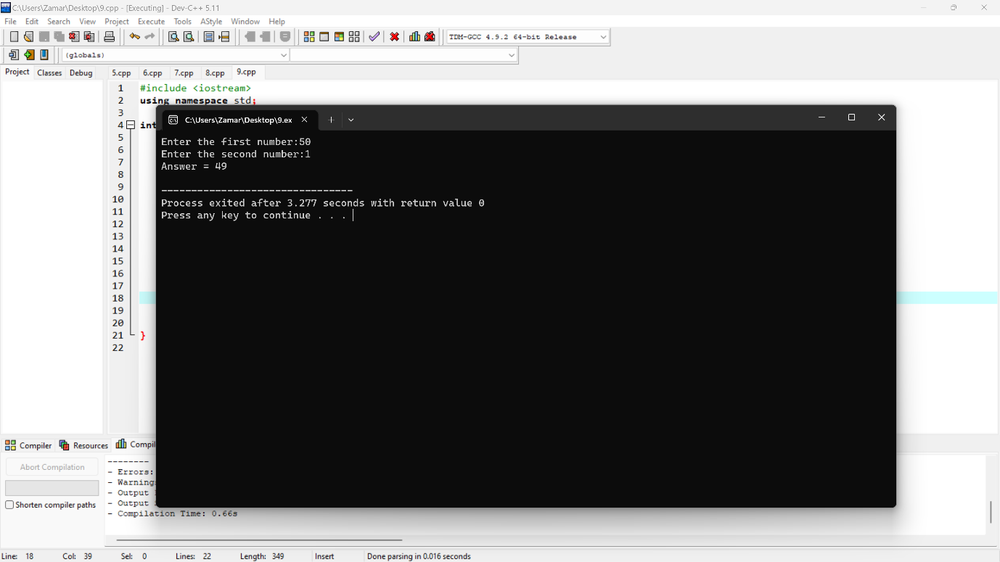 C:\Users\Zamar\Desktop\9.cpp - [Executing] - Dev-C++ 5.11
File Edit Search View Project Execute Tools AStyle Window Help
TDM-GCC 4.9.2 64-bit Release
(globals)
Project Classes Debug
5.cpp 6.cpp 7.cpp 8.cpp 9.cpp
1 #include <iostream>
2 using namespace std;
3
4 int
5
6
7
8
9
10
11
12
13
14
15
16
17
18
19
20
21 }
22
C:\Users\Zamar\Desktop\9.ex
Enter the first number:50
Enter the second number:1
Answer = 49
--------------------------------
Process exited after 3.277 seconds with return value 0
Press any key to continue . . .
Compiler Resources Compil
Abort Compilation
Shorten compiler paths
--------
- Errors:
- Warning
- Output
- Output
- Compilation Time: 0.66s
Line: 18 Col: 39 Sel: 0 Lines: 22 Length: 349 Insert Done parsing in 0.016 seconds